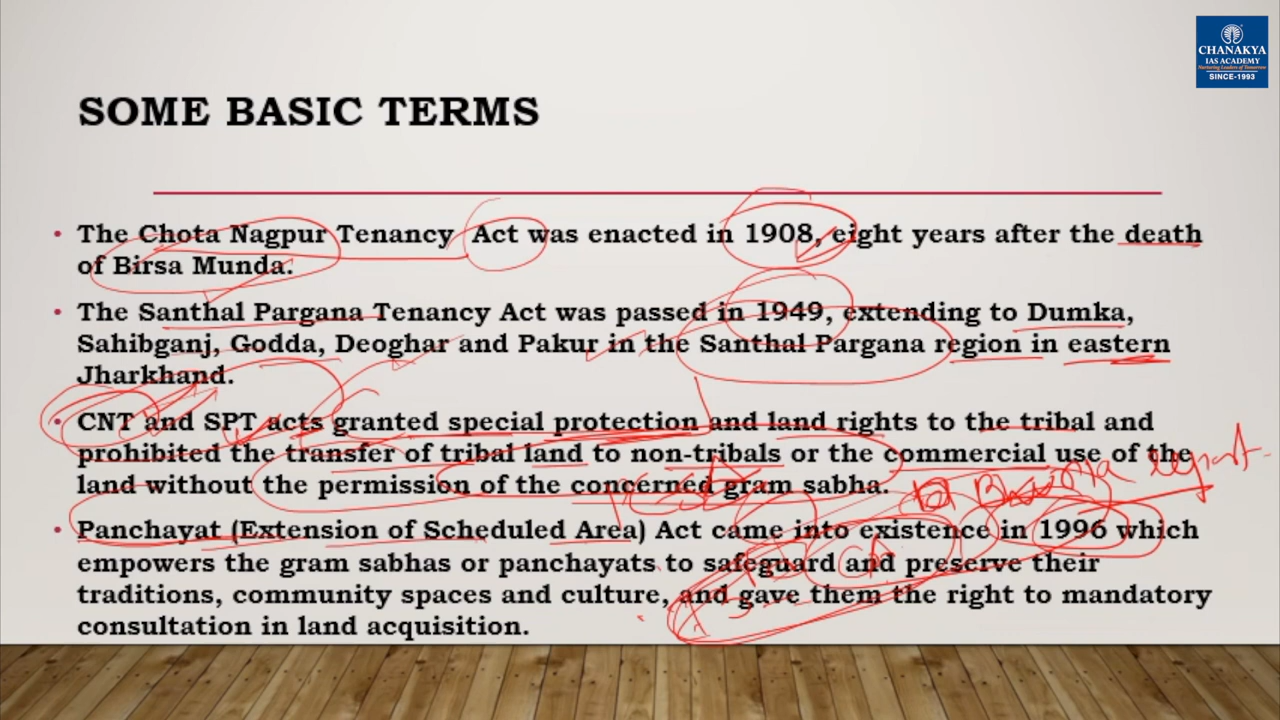 CHANAKYA
IAS ACADEMY
Nurturing Leaders of Tomorrow
SINCE-1993
SOME BASIC TERMS
• The Chota Nagpur Tenancy Act was enacted in 1908, eight years after the death
of Birsa Munda.
• The Santhal Pargana Tenancy Act was passed in 1949, extending to Dumka,
Sahibganj, Godda, Deoghar and Pakur in the Santhal Pargana region in eastern
Jharkhand.
• CNT and SPT acts granted special protection and land rights to the tribal and
prohibited the transfer of tribal land to non-tribals or the commercial use of the
land without the permission of the concerned gram sabha.
• Panchayat (Extension of Scheduled Area) Act came into existence in 1996 which
empowers the gram sabhas or panchayats to safeguard and preserve their
traditions, community spaces and culture, and gave them the right to mandatory
consultation in land acquisition.